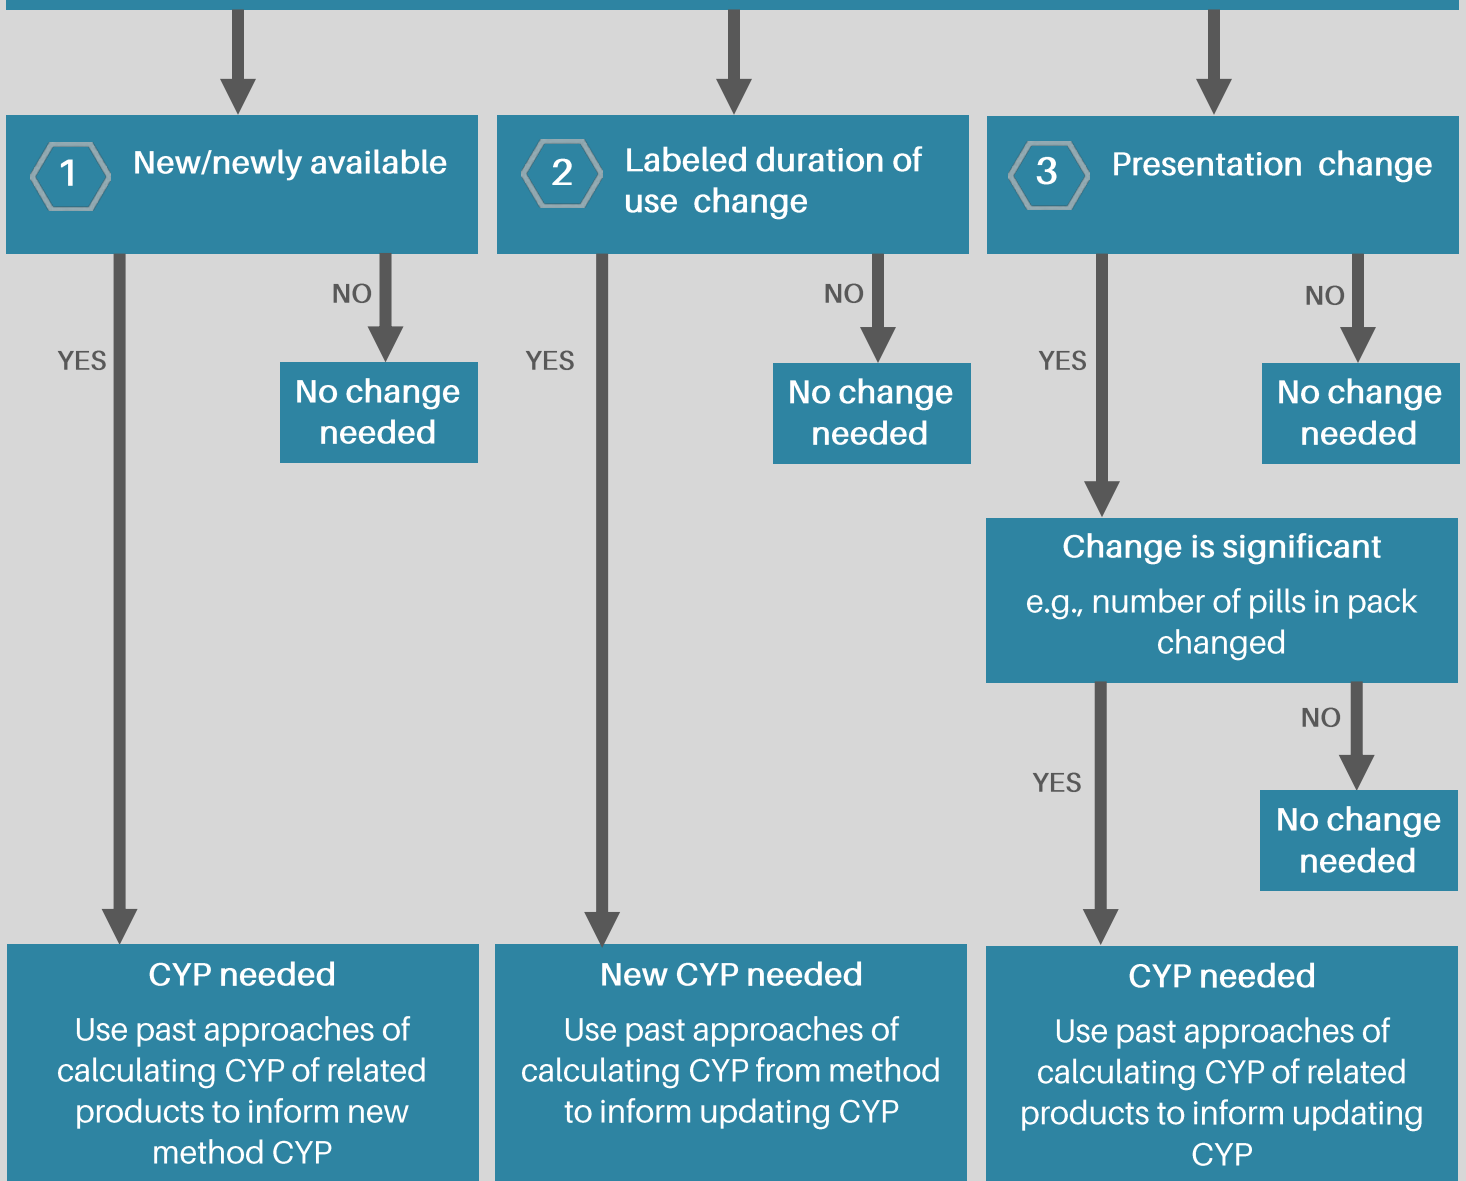 1
New/newly available
2
Labeled duration of
use change
3
Presentation change
NO
NO
NO
YES
YES
YES
No change
needed
No change
needed
No change
needed
Change is significant
e.g., number of pills in pack
changed
NO
YES
No change
needed
CYP needed
Use past approaches of
calculating CYP of related
products to inform new
method CYP
New CYP needed
Use past approaches of
calculating CYP from method
to inform updating CYP
CYP needed
Use past approaches of
calculating CYP of related
products to inform updating
CYP